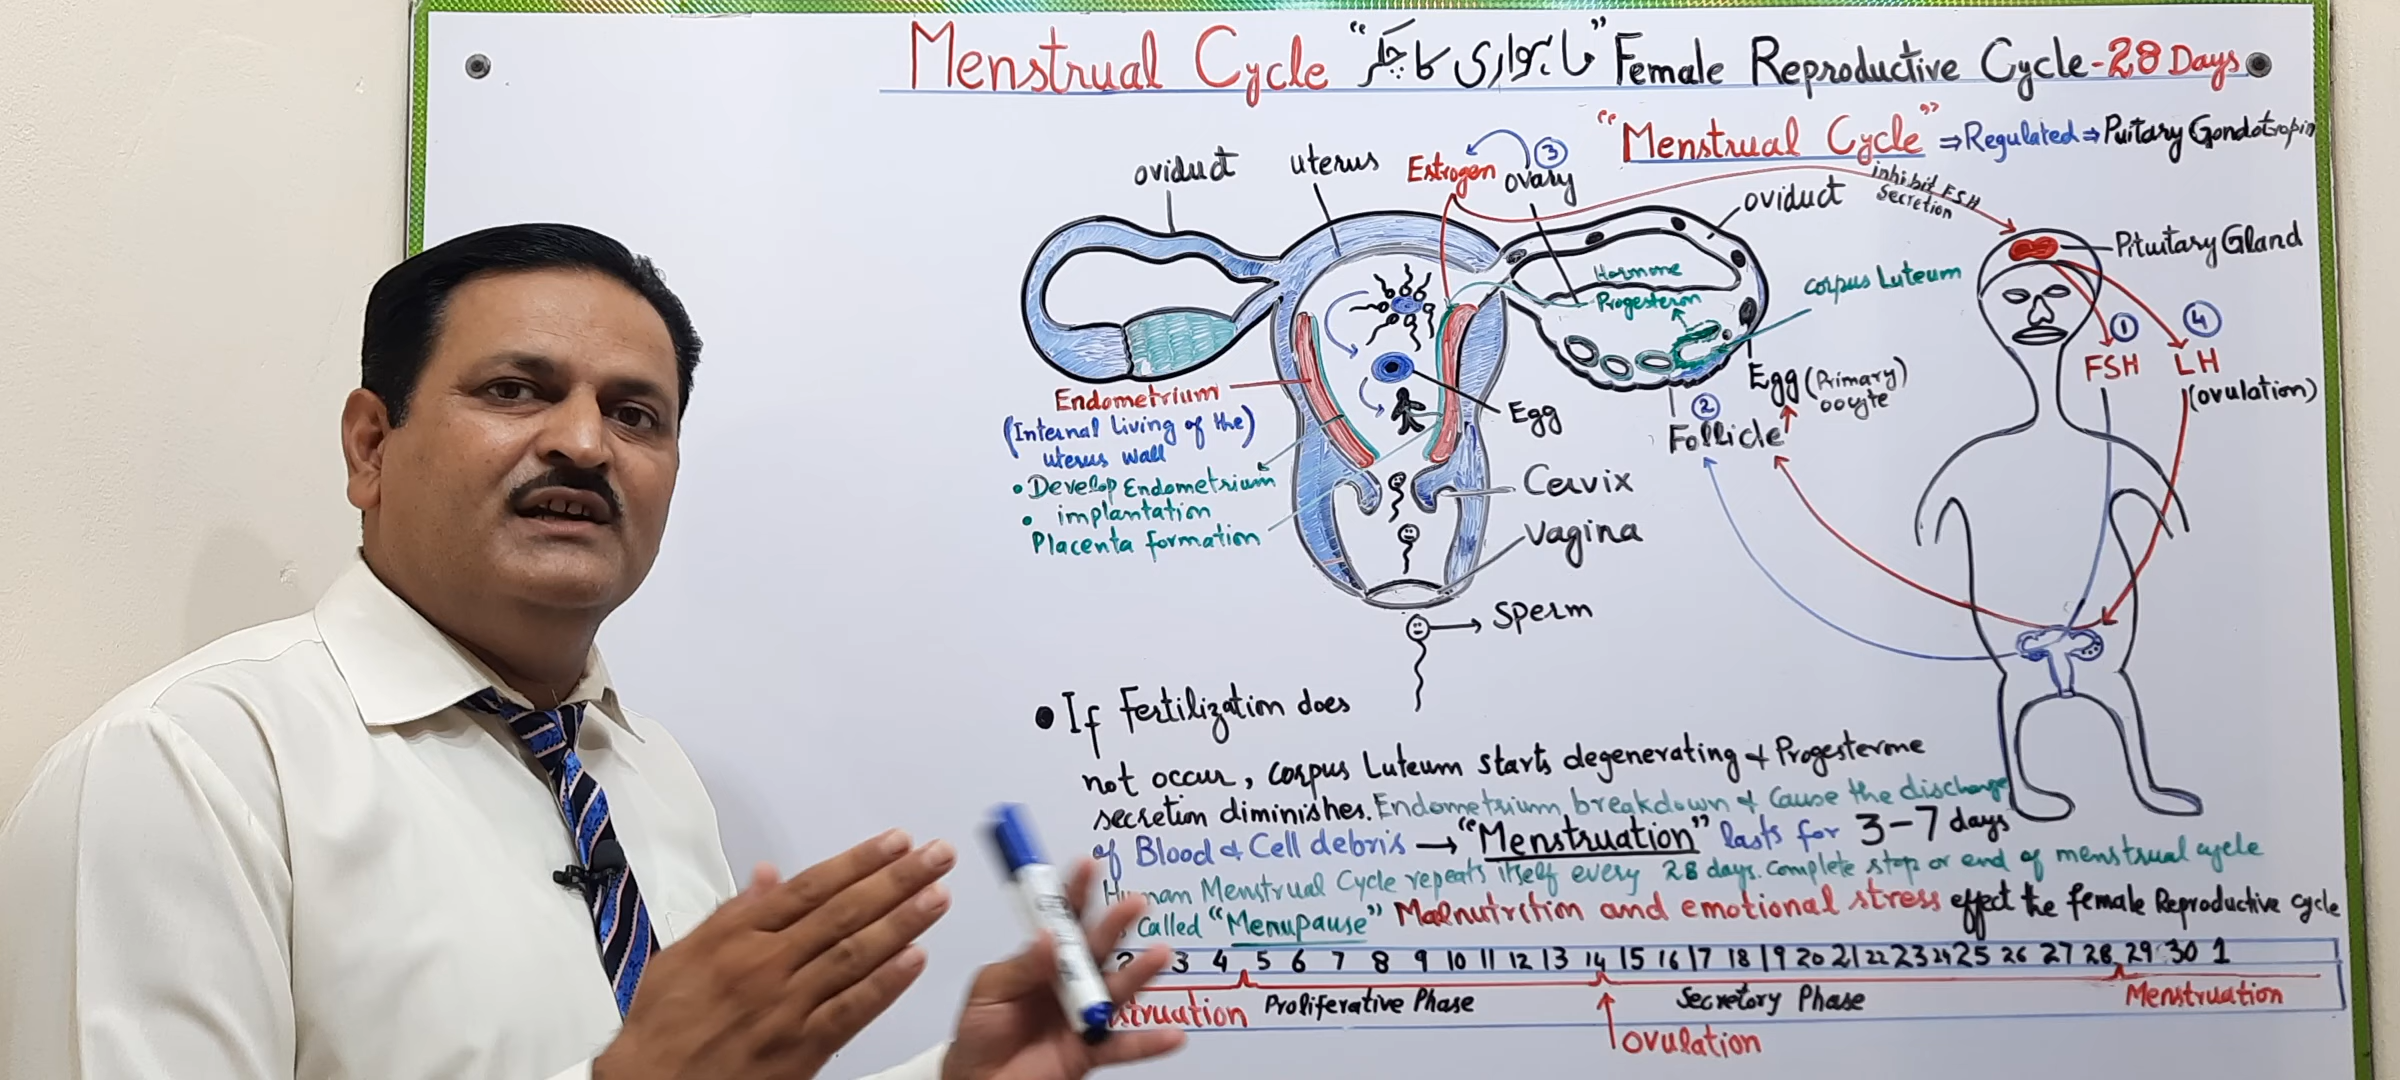 Menstrual Cycle “ماہواری کا چکر” Female Reproductive Cycle-28 Days
“Menstrual Cycle” ⇒ Regulated ⇒ Puitary Gondotropin
oviduct
uterus
Estrogen
3
ovary
inhibit FSH
Secretion
oviduct
Pituitary Gland
Hormone
Progesteron
corpus Luteum
1
FSH
4
LH
(ovulation)
Egg (Primary)
oocyte
2
Follicle
Endometrium
(Internal Living of the)
uterus wall
• Develop Endometrium
• implantation
Placenta formation
Egg
Cervix
Vagina
Sperm
• If Fertilization does
not occur, corpus Luteum starts degenerating & Progesterone
secretion diminishes. Endometrium breakdown & Cause the discharge
of Blood & Cell debris → “Menstruation” lasts for 3-7 days
Human Menstrual Cycle repeats itself every 28 days. Complete stop or end of menstrual cycle
Called “Menupause” Malnutrition and emotional stress effect the female Reproductive cycle
2 3 4 5 6 7 8 9 10 11 12 13 14 15 16 17 18 19 20 21 22 23 24 25 26 27 28 29 30 1
struation Proliferative Phase Secretory Phase Menstruation
ovulation